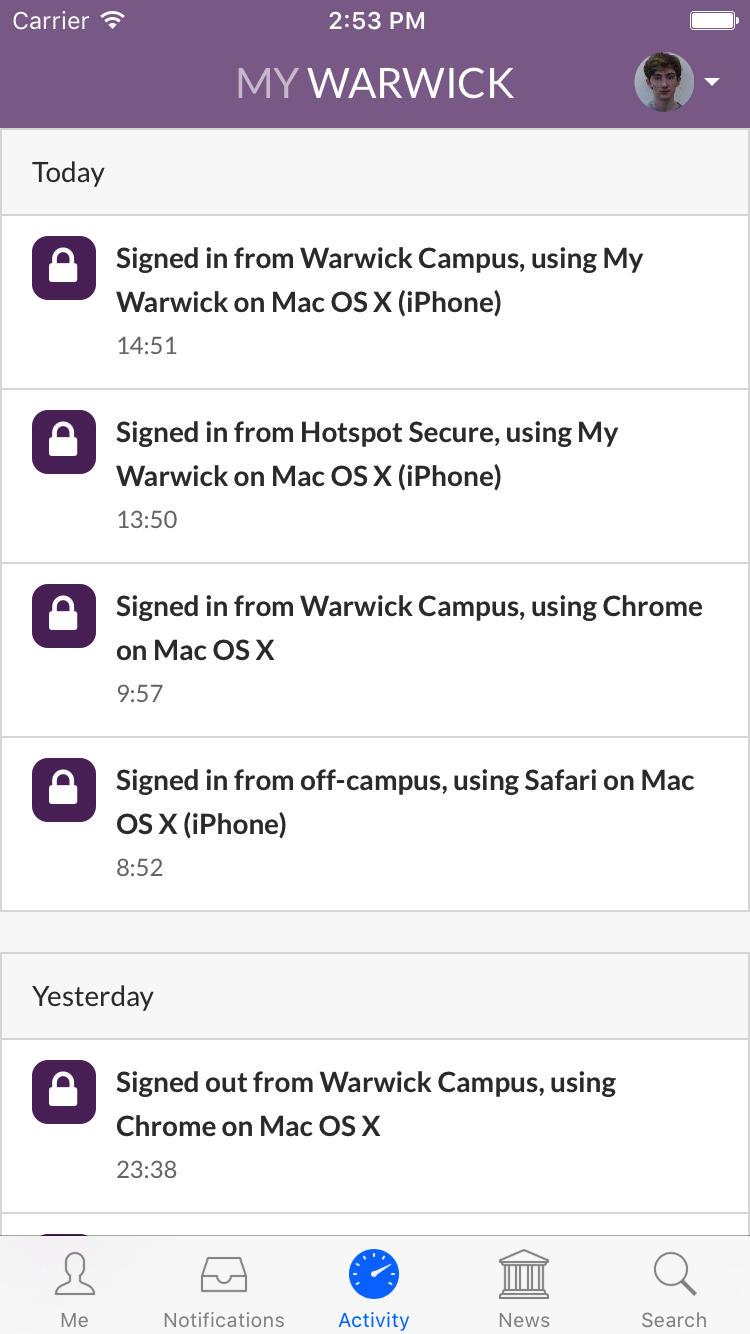 Carrier 2:53 PM
MY WARWICK
Today
Signed in from Warwick Campus, using My
Warwick on Mac OS X (iPhone)
14:51
Signed in from Hotspot Secure, using My
Warwick on Mac OS X (iPhone)
13:50
Signed in from Warwick Campus, using Chrome
on Mac OS X
9:57
Signed in from off-campus, using Safari on Mac
OS X (iPhone)
8:52
Yesterday
Signed out from Warwick Campus, using
Chrome on Mac OS X
23:38
Me Notifications Activity News Search